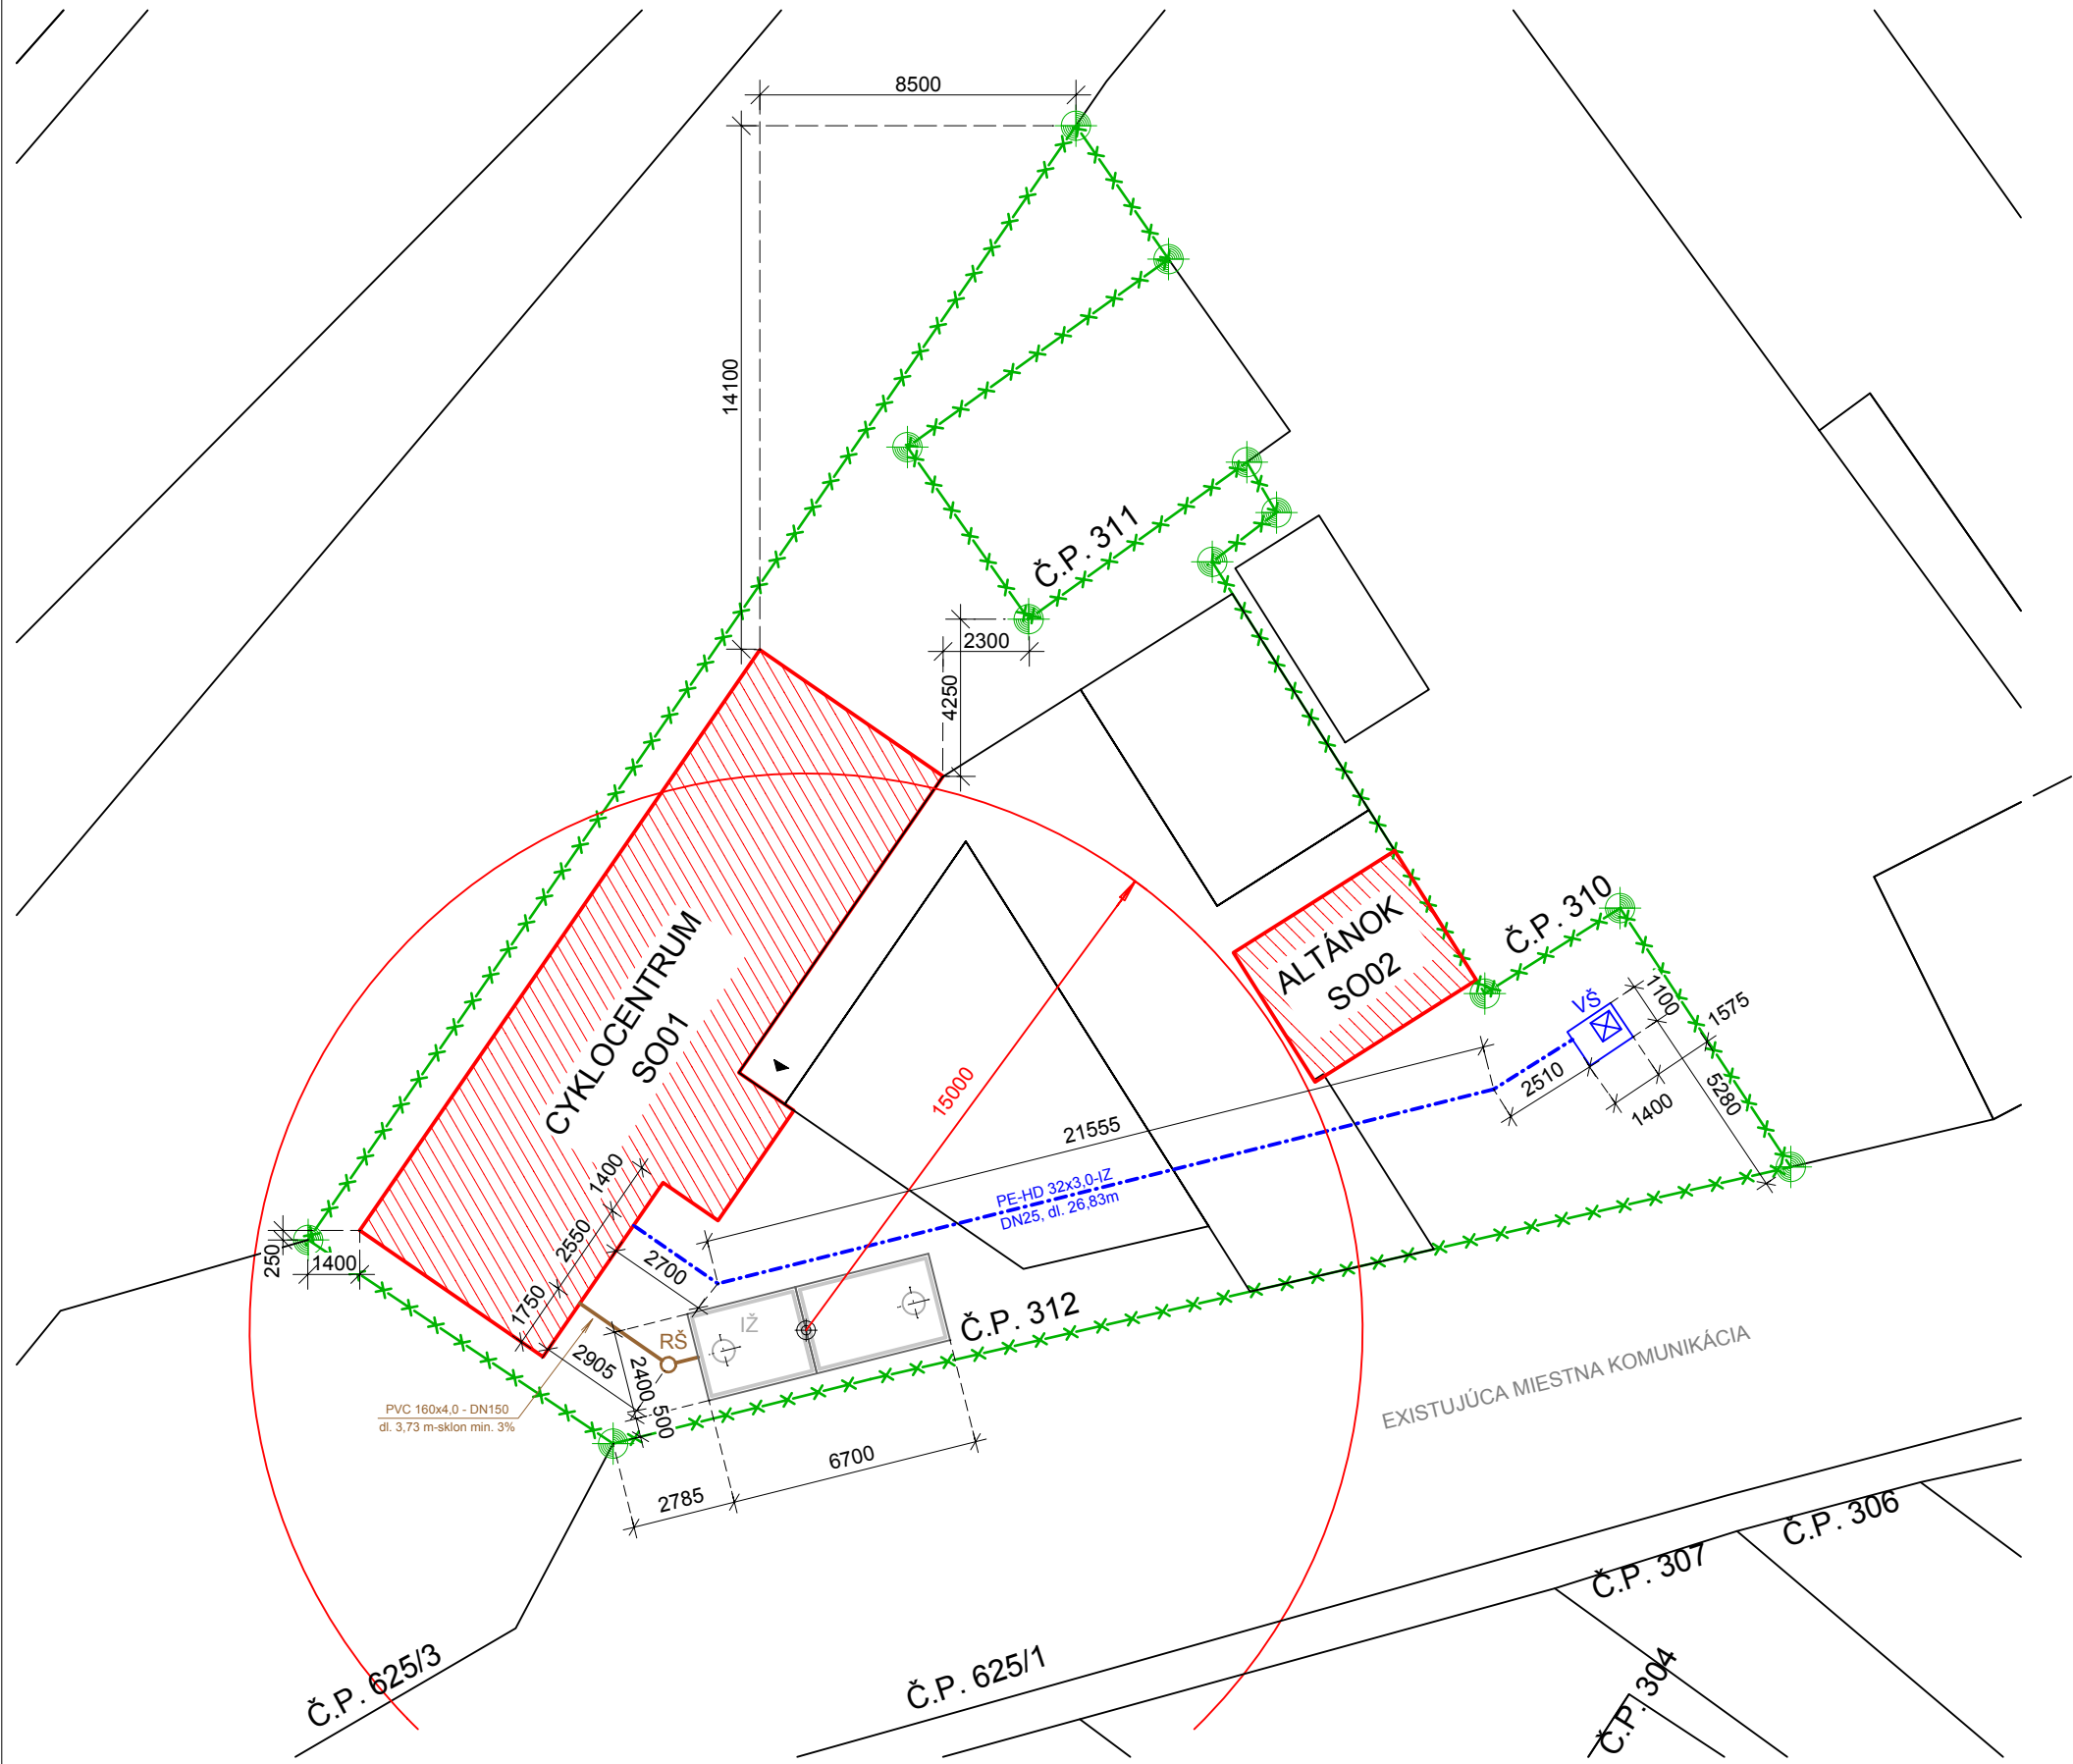 8500
14100
Č.P. 311
2300
4250
CYKLOCENTRUM
SO01
ALTÁNOK
SO02
Č.P. 310
VŠ
1100
1575
2510
1400
5280
15000
21555
PE-HD 32x3,0-IZ
DN25, dl. 26,83m
250
1400
1400
2550
1750
2700
2905
2400
500
RŠ
IŽ
Č.P. 312
PVC 160x4,0 - DN150
dl. 3,73 m-sklon min. 3%
6700
2785
EXISTUJÚCA MIESTNA KOMUNIKÁCIA
Č.P. 306
Č.P. 307
Č.P. 304
Č.P. 625/3
Č.P. 625/1